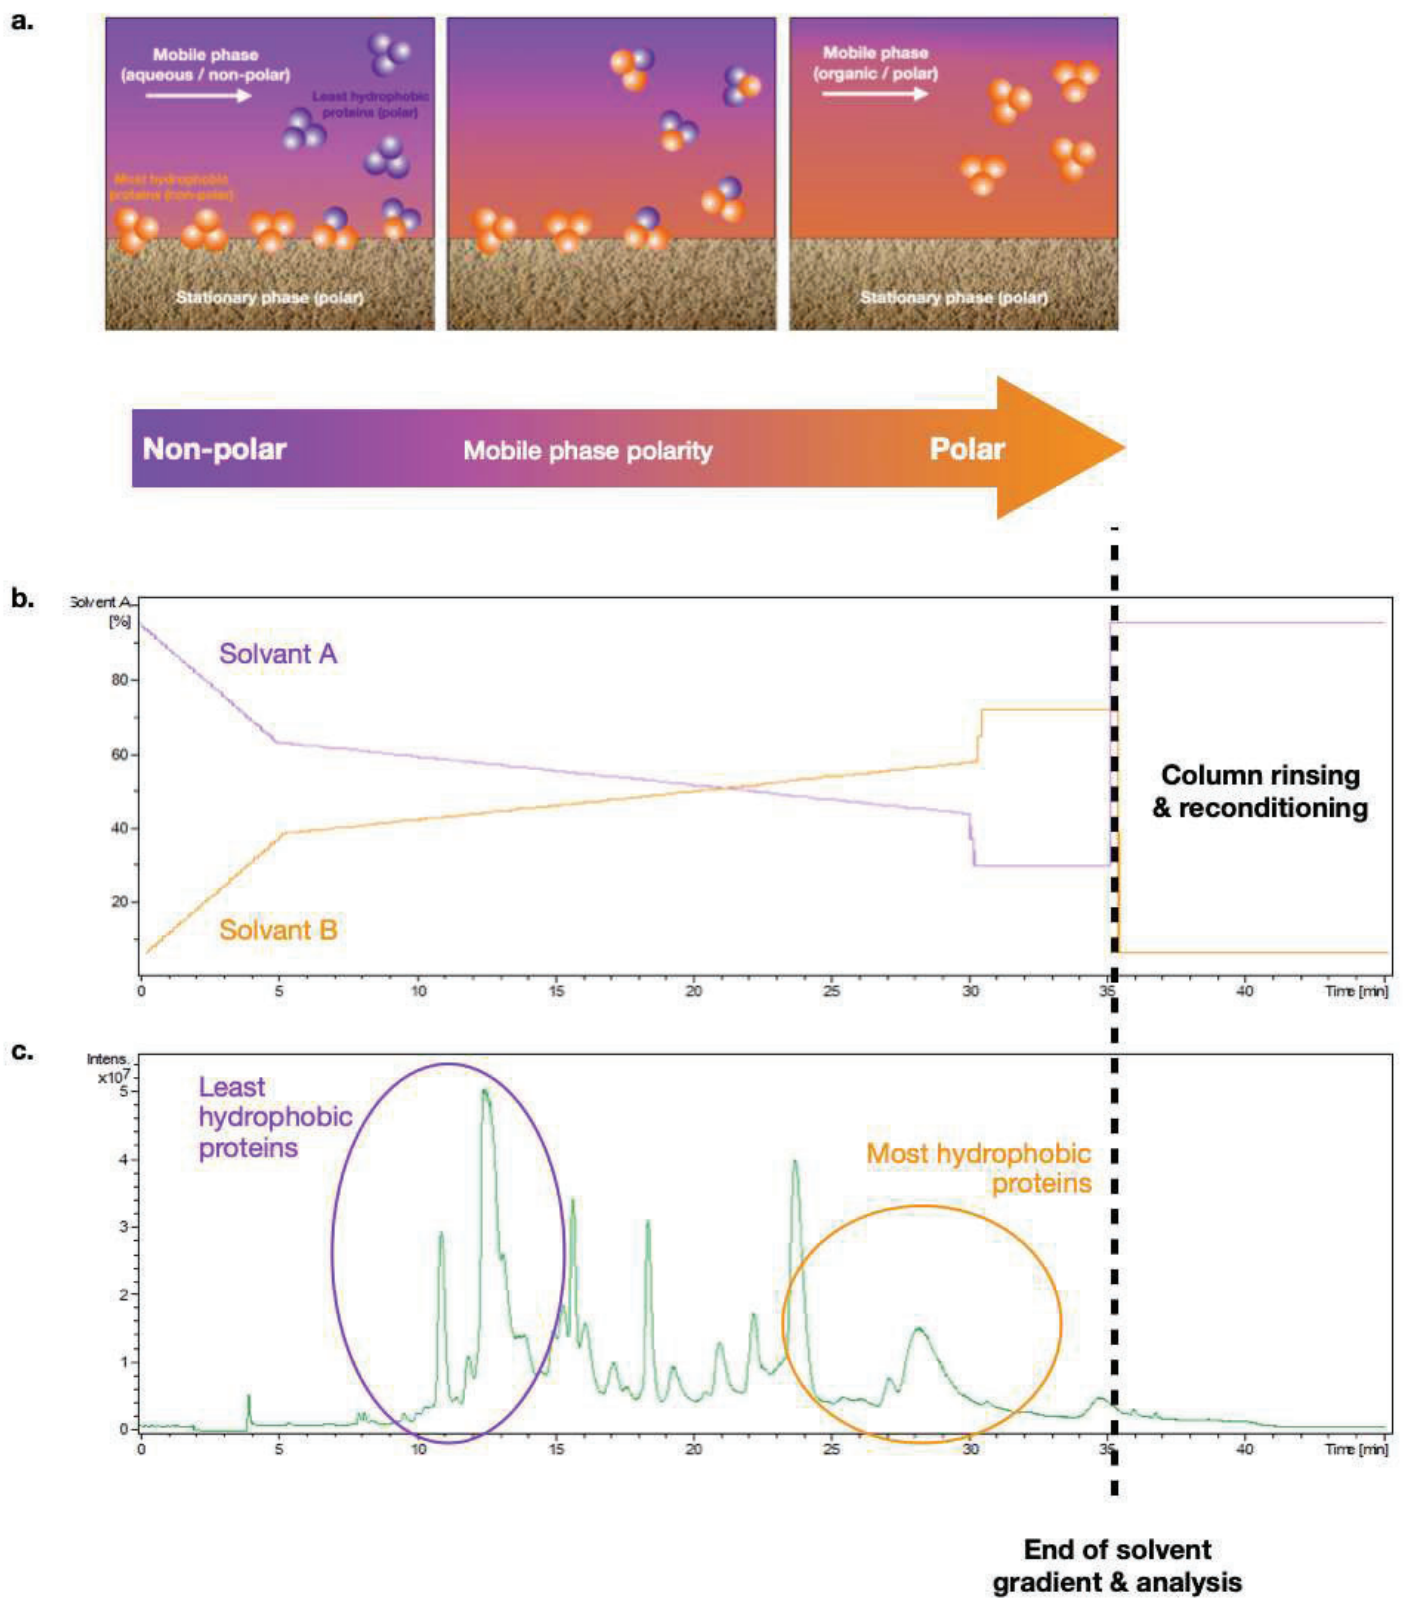 a.
Mobile phase
(aqueous / non-polar)
Least hydrophobic
proteins (polar)
Most hydrophobic
proteins (non-polar)
Stationary phase (polar)
Mobile phase
(organic / polar)
Stationary phase (polar)
Non-polar
Mobile phase polarity
Polar
b.
Solvent A
[%]
80
60
40
20
Solvant A
Solvant B
Column rinsing
& reconditioning
0 5 10 15 20 25 30 35 40 Time [min]
c.
Intens.
x10⁷
5
4
3
2
1
0
Least
hydrophobic
proteins
Most hydrophobic
proteins
0 5 10 15 20 25 30 35 40 Time [min]
End of solvent
gradient & analysis